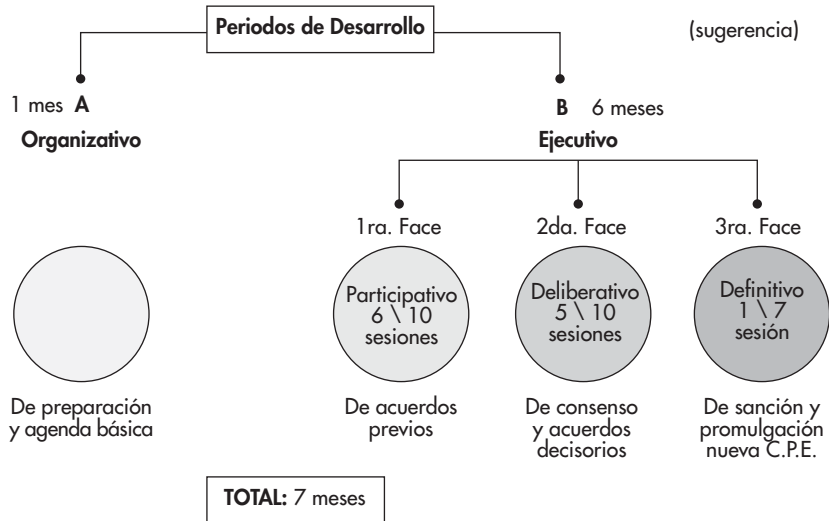 Periodos de Desarrollo
(sugerencia)
1 mes A
Organizativo
B 6 meses
Ejecutivo
1ra. Face
2da. Face
3ra. Face
Participativo
6 \ 10
sesiones
Deliberativo
5 \ 10
sesiones
Definitivo
1 \ 7
sesión
De preparación
y agenda básica
De acuerdos
previos
De consenso
y acuerdos
decisorios
De sanción y
promulgación
nueva C.P.E.
TOTAL: 7 meses